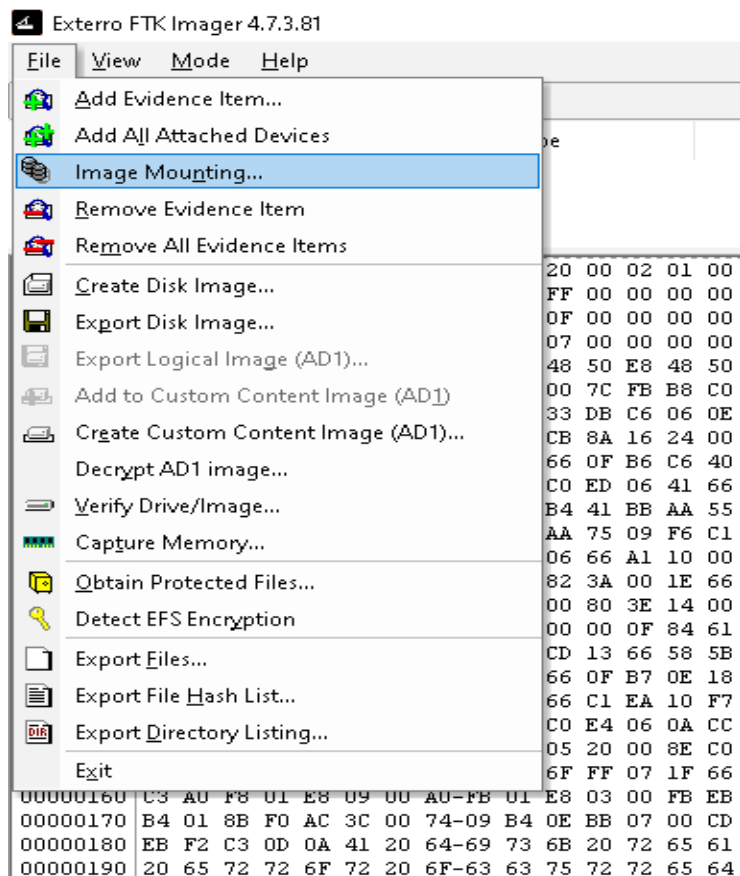 Exterro FTK Imager 4.7.3.81
File View Mode Help
Add Evidence Item...
Add All Attached Devices
Image Mounting...
Remove Evidence Item
Remove All Evidence Items
20 00 02 01 00
Create Disk Image...
FF 00 00 00 00
Export Disk Image...
0F 00 00 00 00
07 00 00 00 00
Export Logical Image (AD1)...
48 50 E8 48 50
Add to Custom Content Image (AD1)
00 7C FB B8 C0
33 DB C6 06 0E
Create Custom Content Image (AD1)...
CB 8A 16 24 00
Decrypt AD1 image...
66 0F B6 C6 40
C0 ED 06 41 66
Verify Drive/Image...
B4 41 BB AA 55
AA 75 09 F6 C1
Capture Memory...
06 66 A1 10 00
Obtain Protected Files...
82 3A 00 1E 66
00 80 3E 14 00
Detect EFS Encryption
00 00 0F 84 61
CD 13 66 58 5B
Export Files...
66 0F B7 0E 18
Export File Hash List...
66 C1 EA 10 F7
C0 E4 06 0A CC
Export Directory Listing...
05 20 00 8E C0
Exit
6F FF 07 1F 66
00000160 C3 A0 F8 01 E8 09 00 A0-FB 01 E8 03 00 FB EB
00000170 B4 01 8B F0 AC 3C 00 74-09 B4 0E BB 07 00 CD
00000180 EB F2 C3 0D 0A 41 20 64-69 73 6B 20 72 65 61
00000190 20 65 72 72 6F 72 20 6F-63 63 75 72 72 65 64